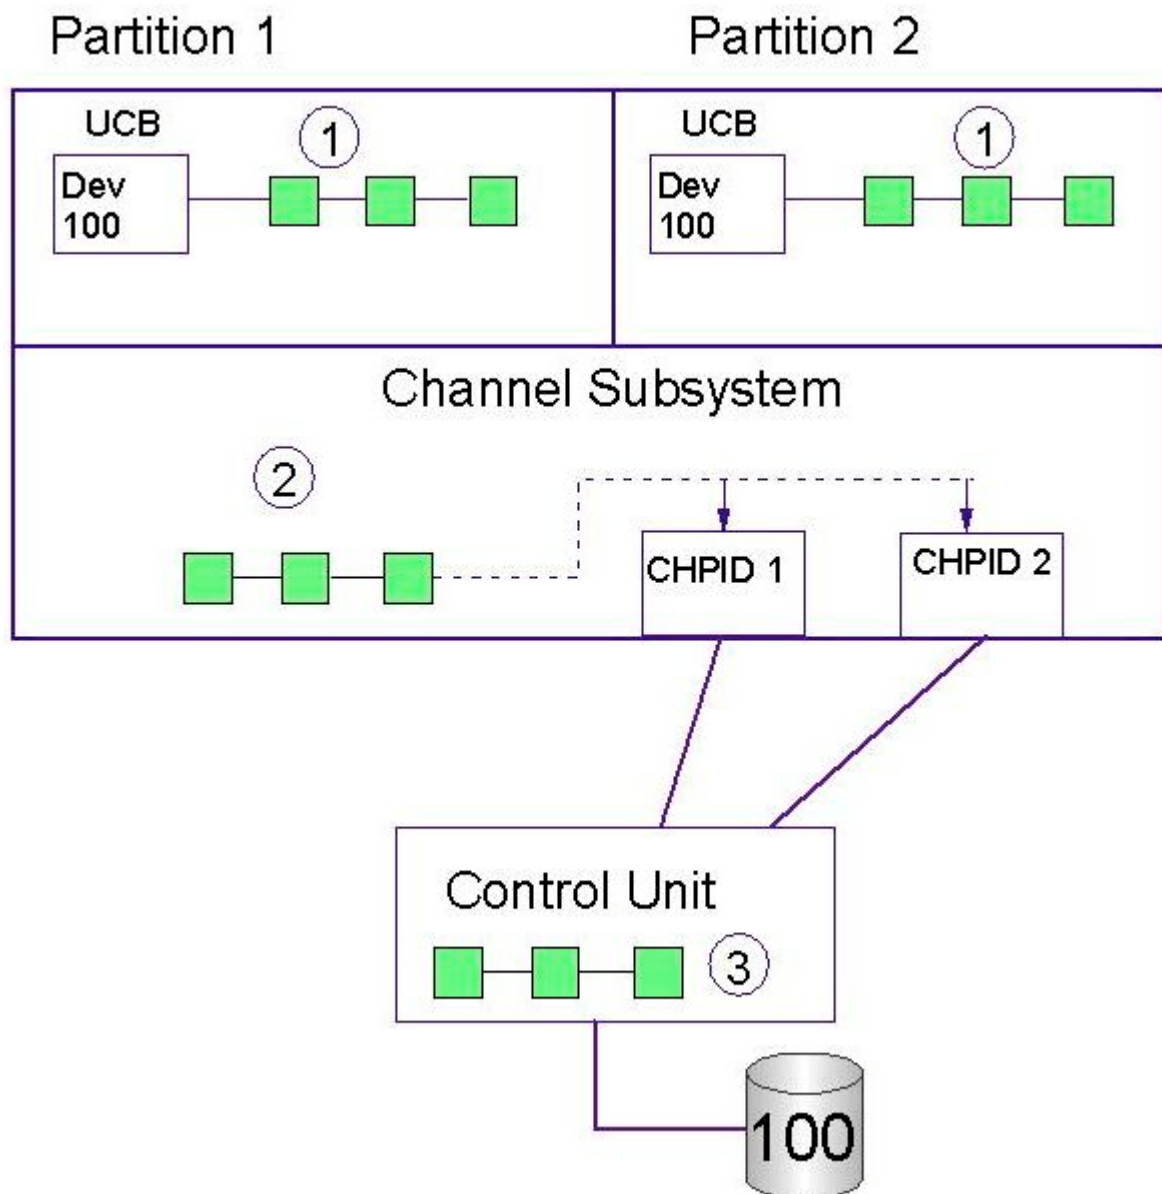 Partition 1
Partition 2
UCB
1
Dev
100
UCB
1
Dev
100
Channel Subsystem
2
CHPID 1
CHPID 2
Control Unit
3
100